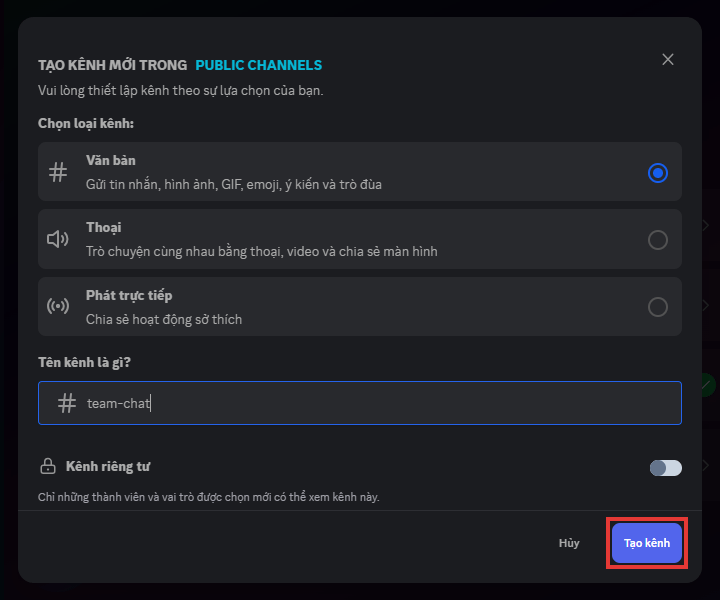 TẠO KÊNH MỚI TRONG PUBLIC CHANNELS
Vui lòng thiết lập kênh theo sự lựa chọn của bạn.
Chọn loại kênh:
Văn bản
Gửi tin nhắn, hình ảnh, GIF, emoji, ý kiến và trò đùa
Thoại
Trò chuyện cùng nhau bằng thoại, video và chia sẻ màn hình
Phát trực tiếp
Chia sẻ hoạt động sở thích
Tên kênh là gì?
# team-chat
Kênh riêng tư
Chỉ những thành viên và vai trò được chọn mới có thể xem kênh này.
Hủy
Tạo kênh